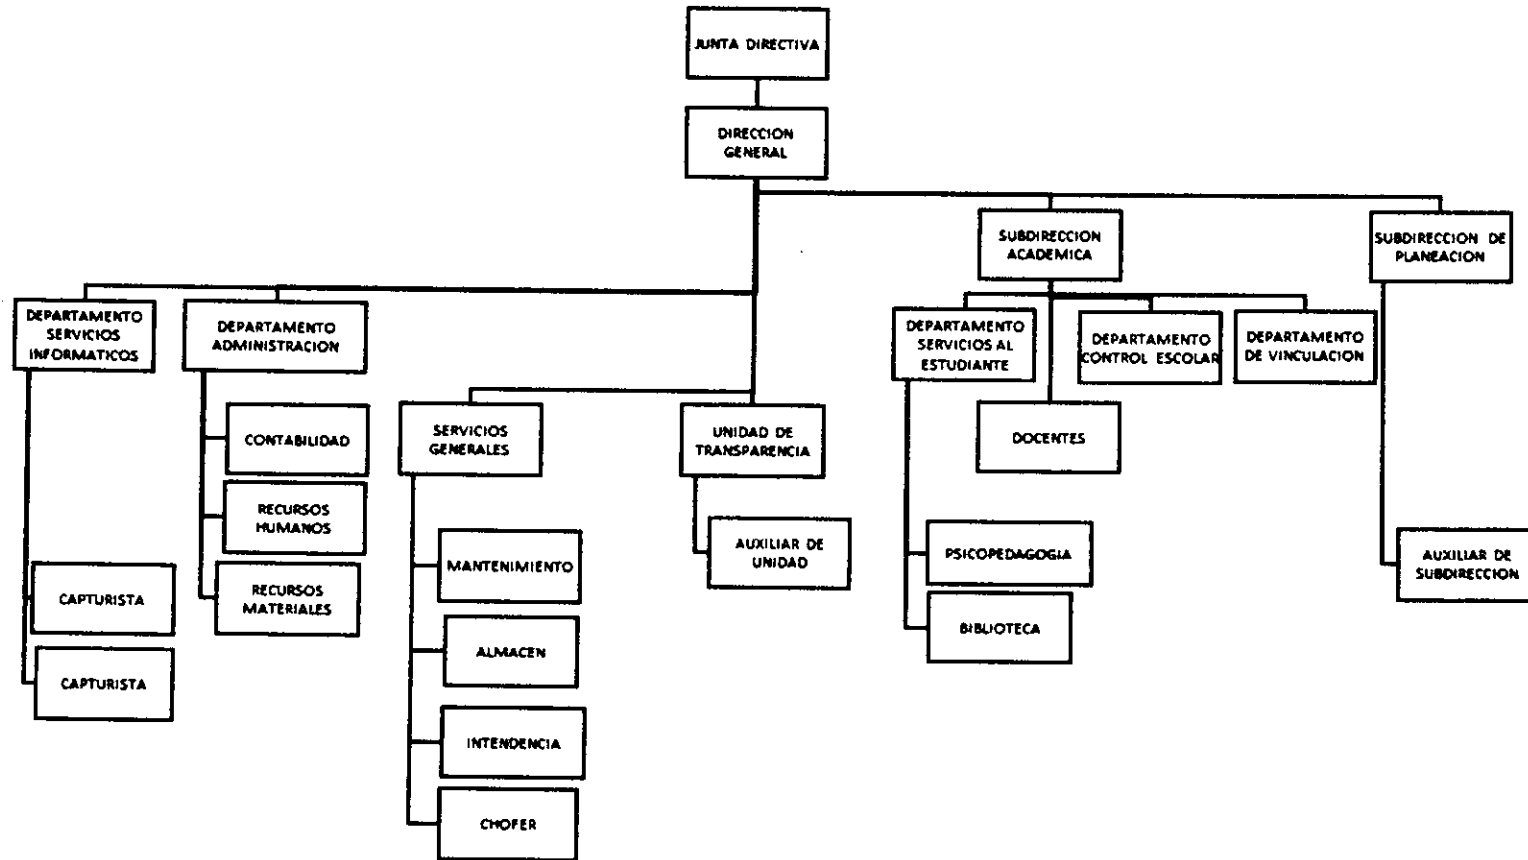 JUNTA DIRECTIVA
DIRECCION
GENERAL
SUBDIRECCION
ACADEMICA
SUBDIRECCION DE
PLANEACION
DEPARTAMENTO
SERVICIOS
INFORMATICOS
DEPARTAMENTO
ADMINISTRACION
DEPARTAMENTO
SERVICIOS AL
ESTUDIANTE
DEPARTAMENTO
CONTROL ESCOLAR
DEPARTAMENTO
DE VINCULACION
CONTABILIDAD
SERVICIOS
GENERALES
UNIDAD DE
TRANSPARENCIA
DOCENTES
RECURSOS
HUMANOS
MANTENIMIENTO
AUXILIAR DE
UNIDAD
PSICOPEDAGOGIA
AUXILIAR DE
SUBDIRECCION
CAPTURISTA
RECURSOS
MATERIALES
ALMACEN
BIBLIOTECA
CAPTURISTA
INTENDENCIA
CHOFER